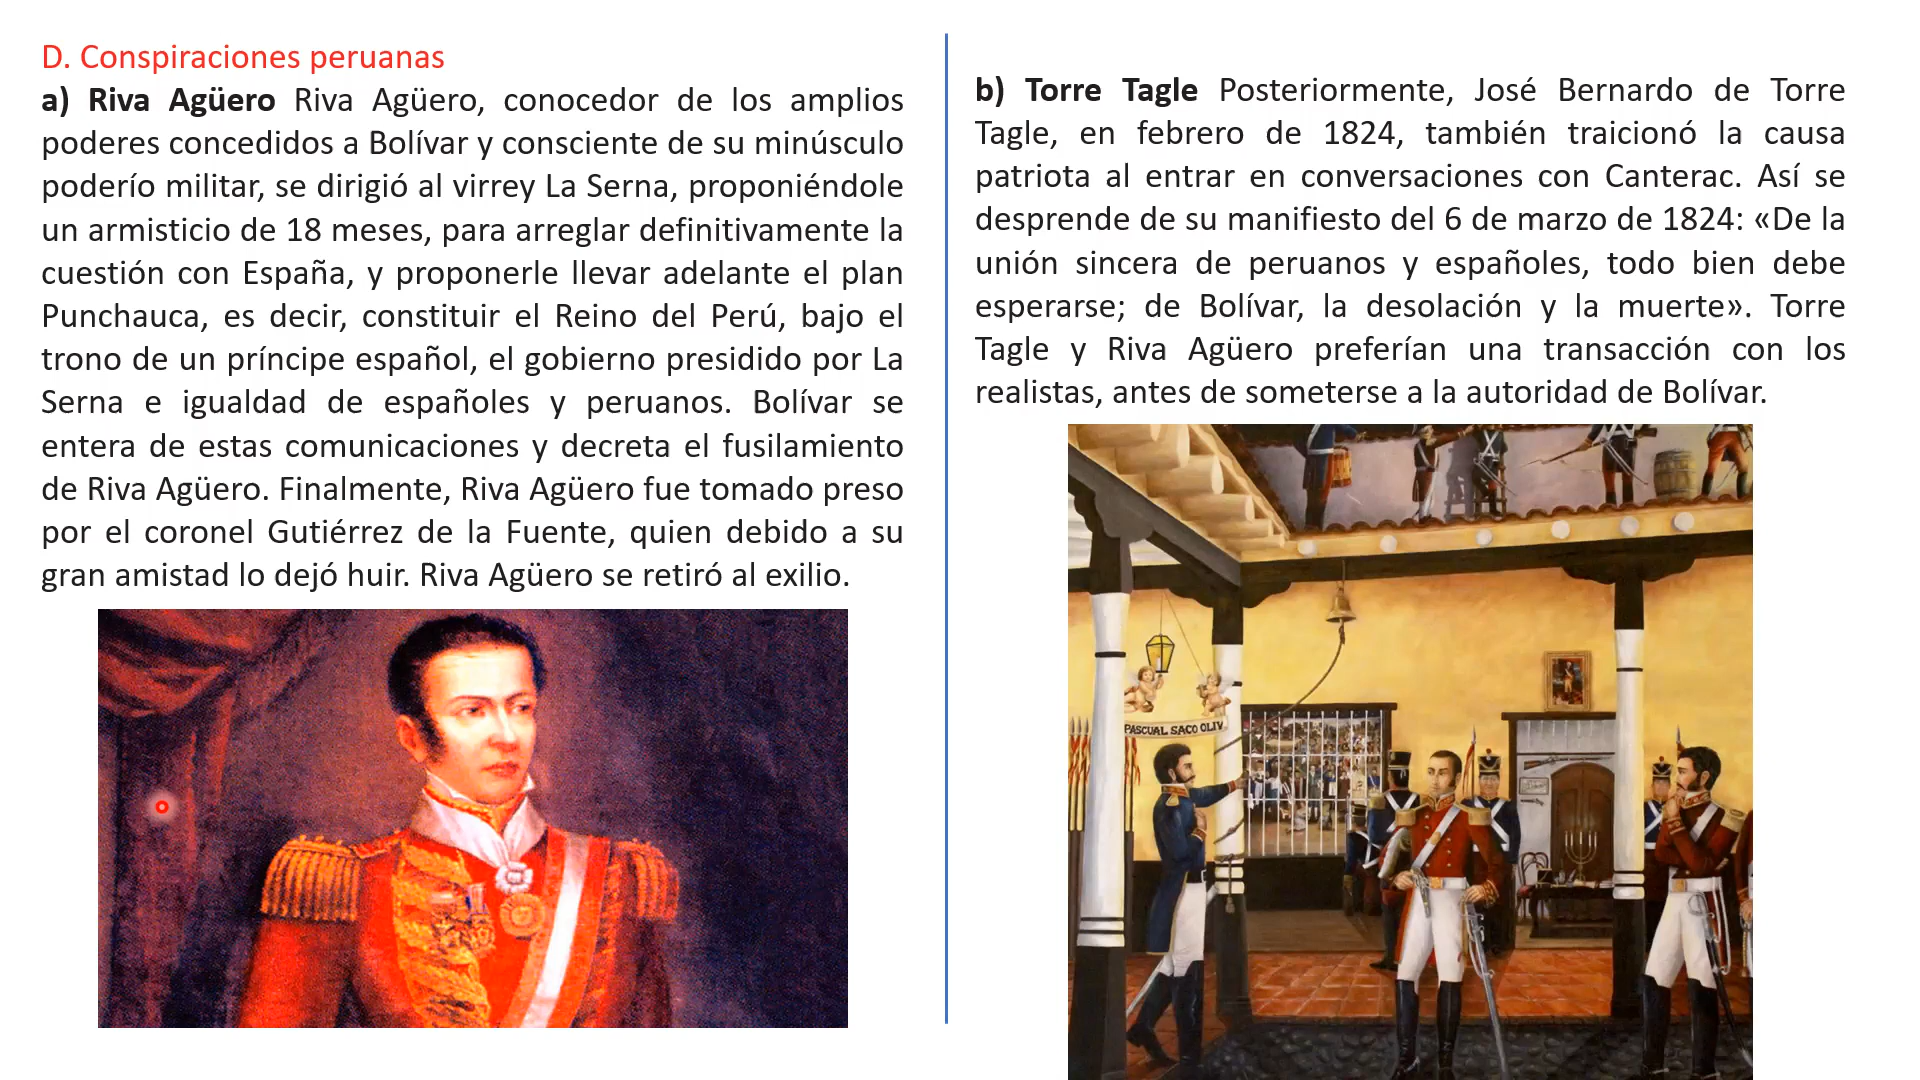 D. Conspiraciones peruanas
a) Riva Agüero Riva Agüero, conocedor de los amplios
poderes concedidos a Bolívar y consciente de su minúsculo
poderío militar, se dirigió al virrey La Serna, proponiéndole
un armisticio de 18 meses, para arreglar definitivamente la
cuestión con España, y proponerle llevar adelante el plan
Punchauca, es decir, constituir el Reino del Perú, bajo el
trono de un príncipe español, el gobierno presidido por La
Serna e igualdad de españoles y peruanos. Bolívar se
entera de estas comunicaciones y decreta el fusilamiento
de Riva Agüero. Finalmente, Riva Agüero fue tomado preso
por el coronel Gutiérrez de la Fuente, quien debido a su
gran amistad lo dejó huir. Riva Agüero se retiró al exilio.
b) Torre Tagle Posteriormente, José Bernardo de Torre
Tagle, en febrero de 1824, también traicionó la causa
patriota al entrar en conversaciones con Canterac. Así se
desprende de su manifiesto del 6 de marzo de 1824: «De la
unión sincera de peruanos y españoles, todo bien debe
esperarse; de Bolívar, la desolación y la muerte». Torre
Tagle y Riva Agüero preferían una transacción con los
realistas, antes de someterse a la autoridad de Bolívar.
PASCUAL SACO OLIV